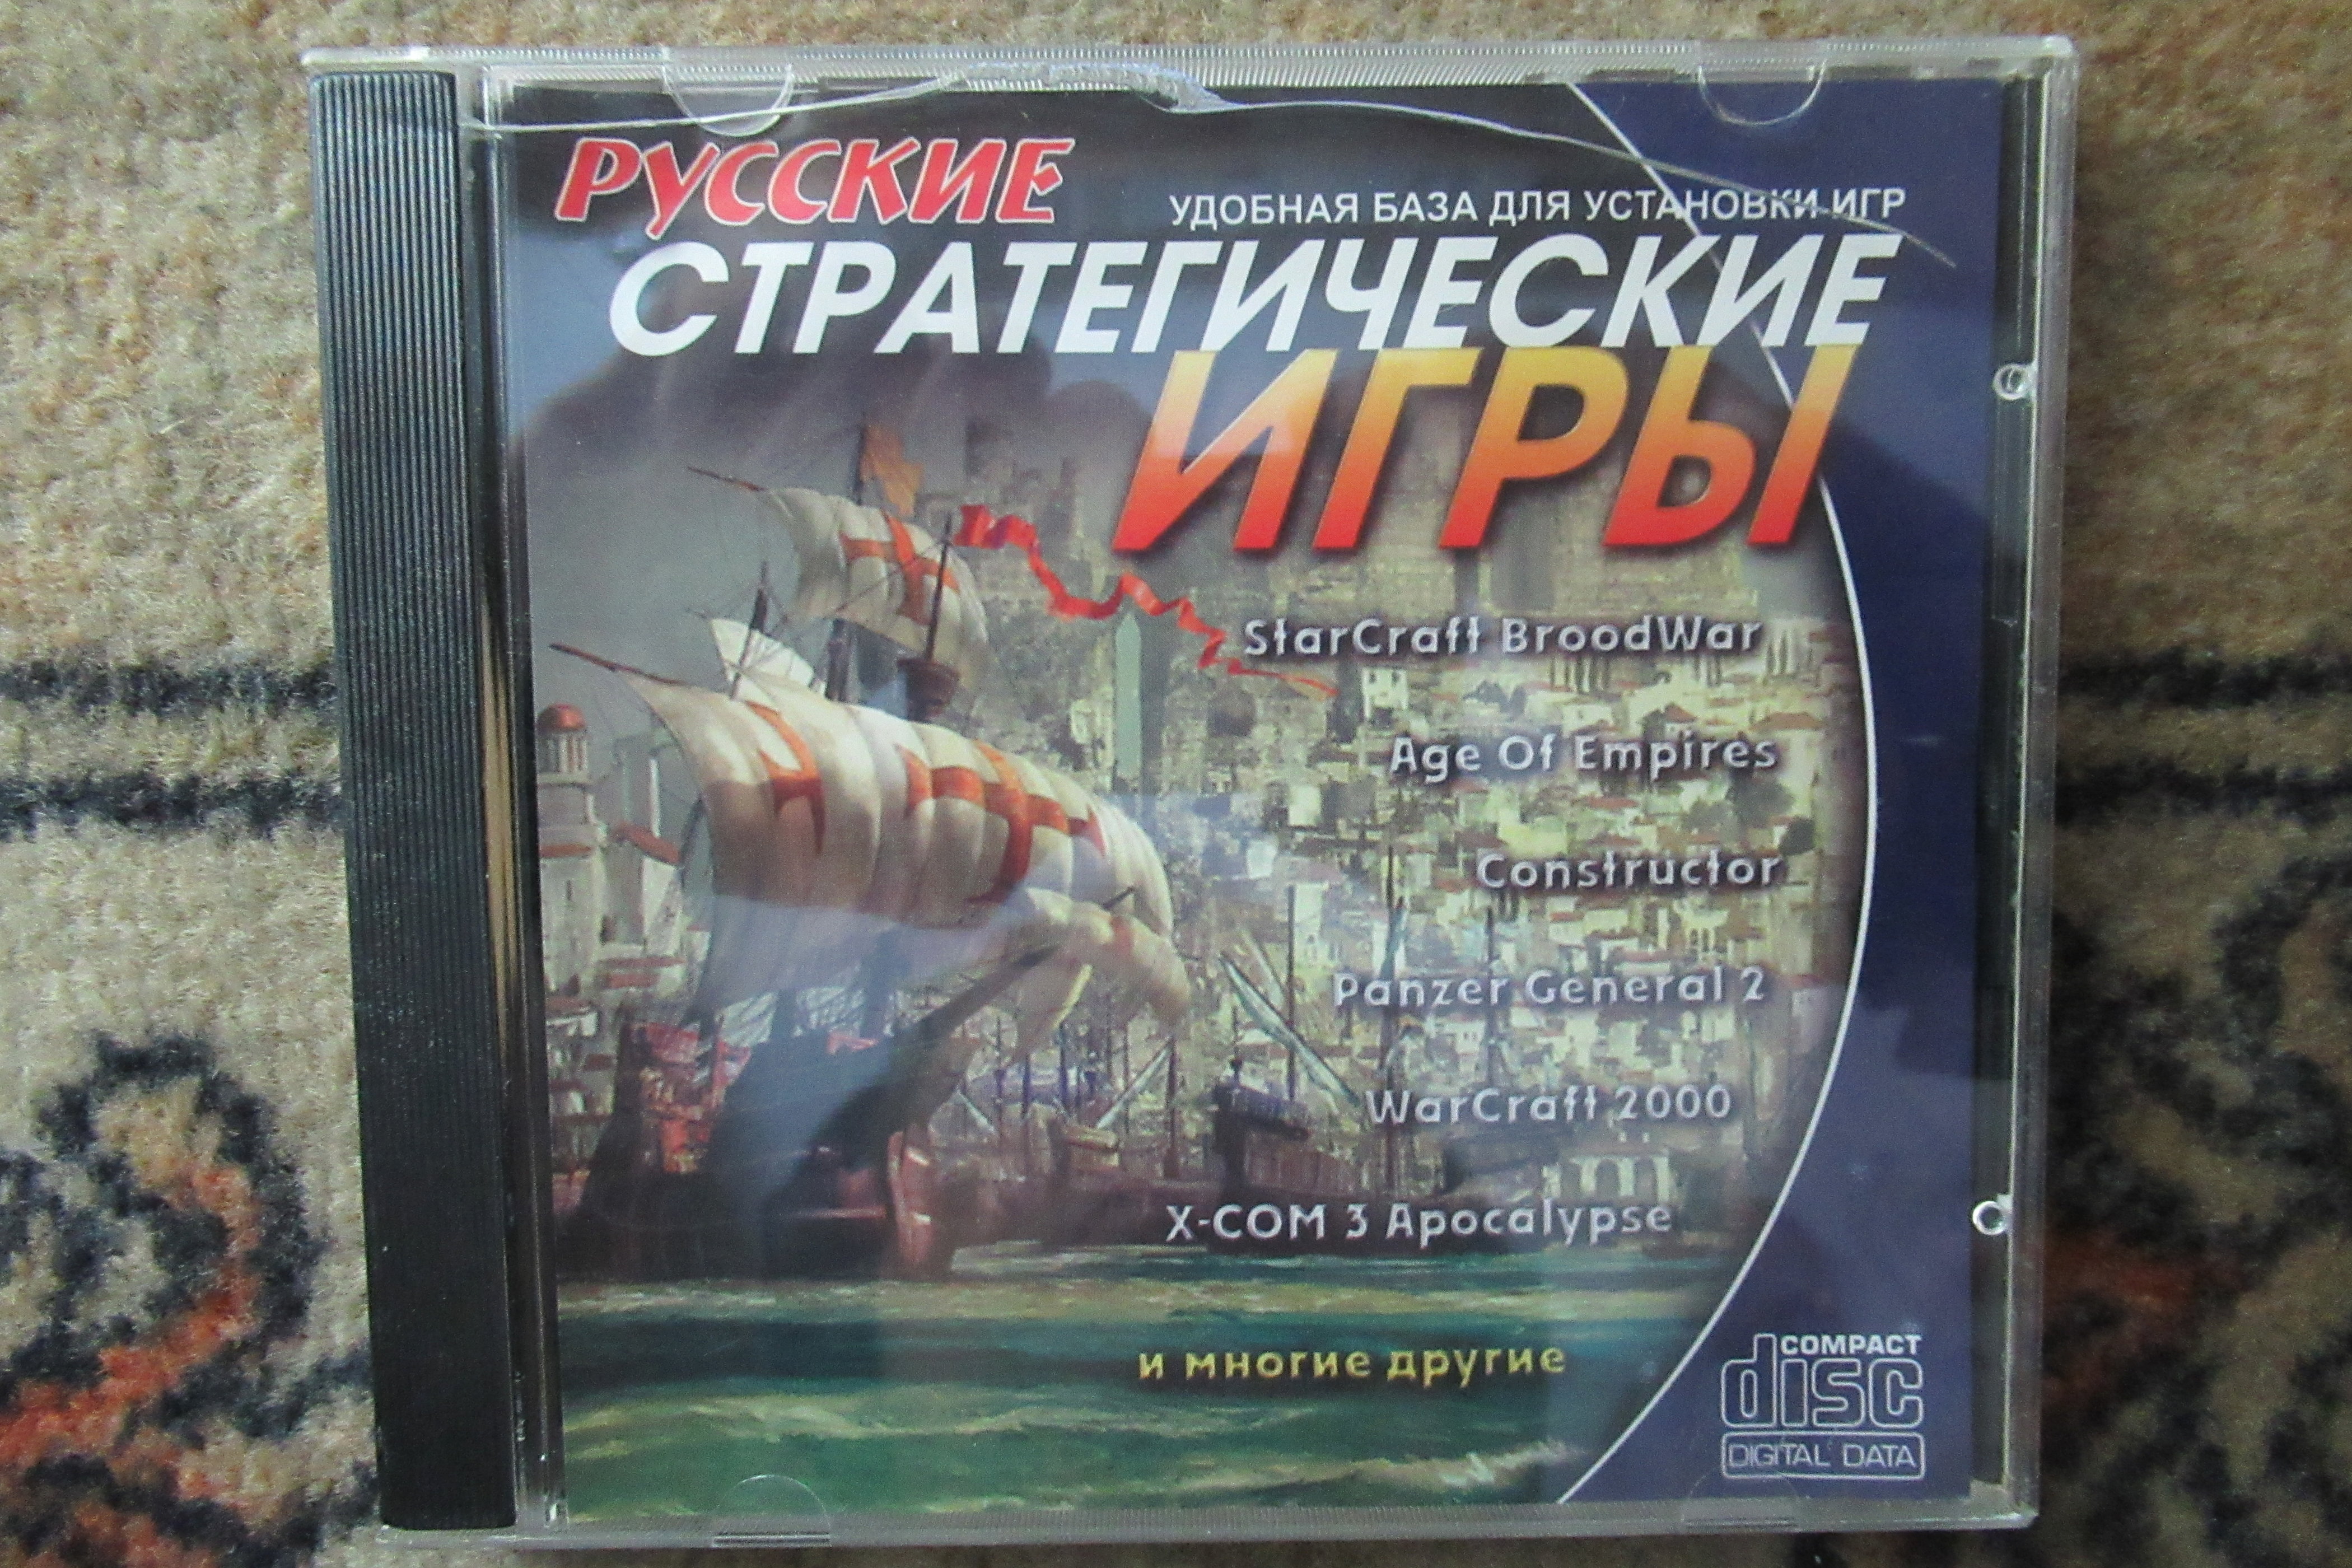 РУССКИЕ
УДОБНАЯ БАЗА ДЛЯ УСТАНОВКИ ИГР
СТРАТЕГИЧЕСКИЕ
ИГРЫ
StarCraft BroodWar
Age Of Empires
Constructor
Panzer General 2
WarCraft 2000
X-COM 3 Apocalypse
и многие другие
COMPACT
disc
DIGITAL DATA